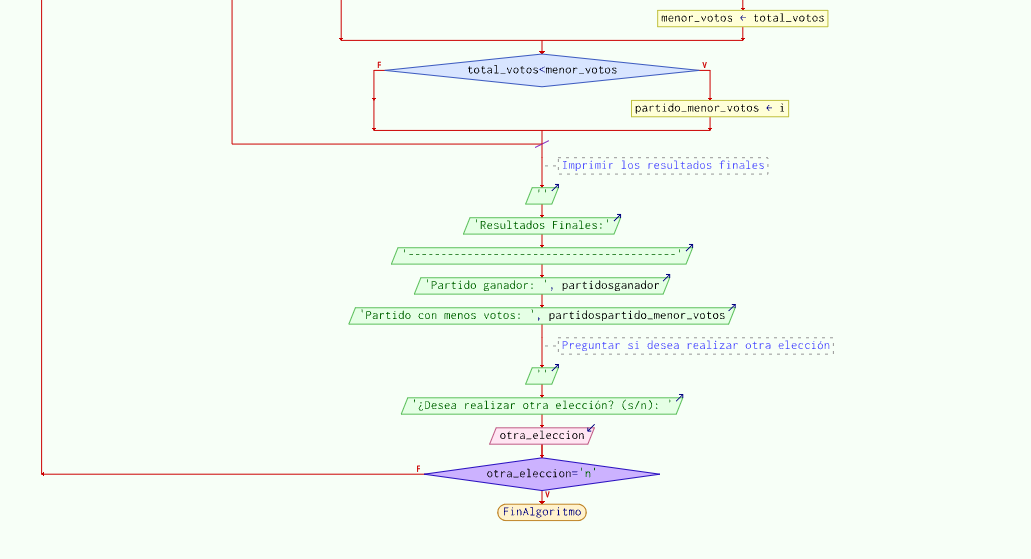 menor_votos ← total_votos
total_votos<menor_votos
F
V
partido_menor_votos ← i
Imprimir los resultados finales
''
'Resultados Finales:'
'-----------------------------------------'
'Partido ganador: ', partidosganador
'Partido con menos votos: ', partidospartido_menor_votos
Preguntar si desea realizar otra elección
''
'¿Desea realizar otra elección? (s/n): '
otra_eleccion
F
otra_eleccion='n'
V
FinAlgoritmo